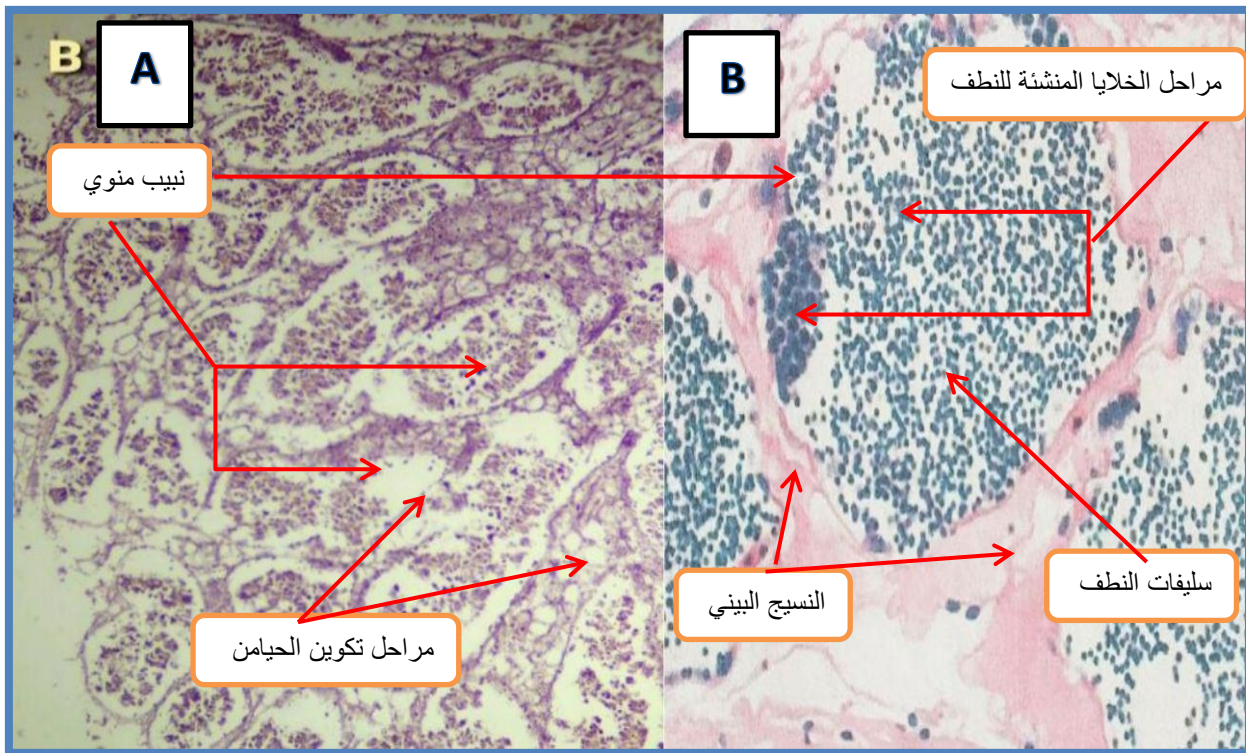 B
A
B
مراحل الخلايا المنشئة للنطف
نبيب منوي
النسيج البيني
سليفات النطف
مراحل تكوين الحيامن